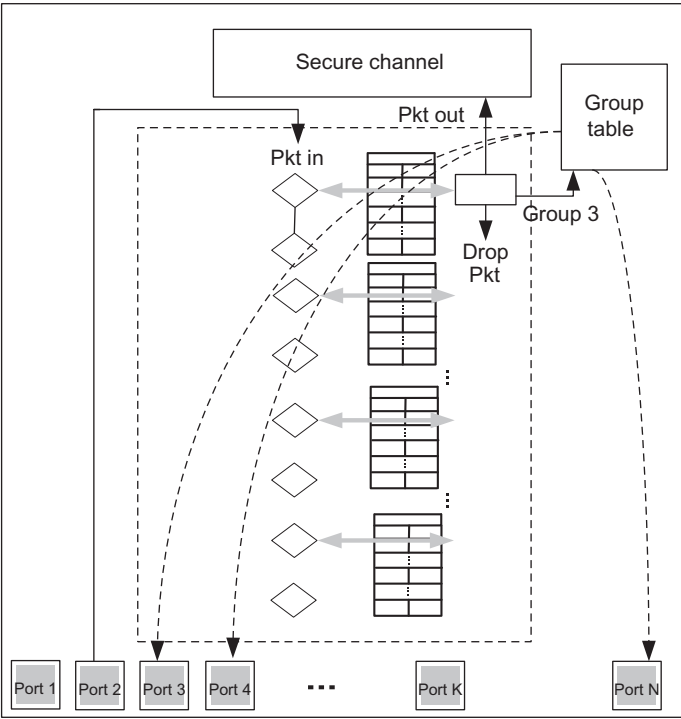 Secure channel
Pkt out
Group
table
Pkt in
Group 3
Drop
Pkt
Port 1
Port 2
Port 3
Port 4
Port K
Port N